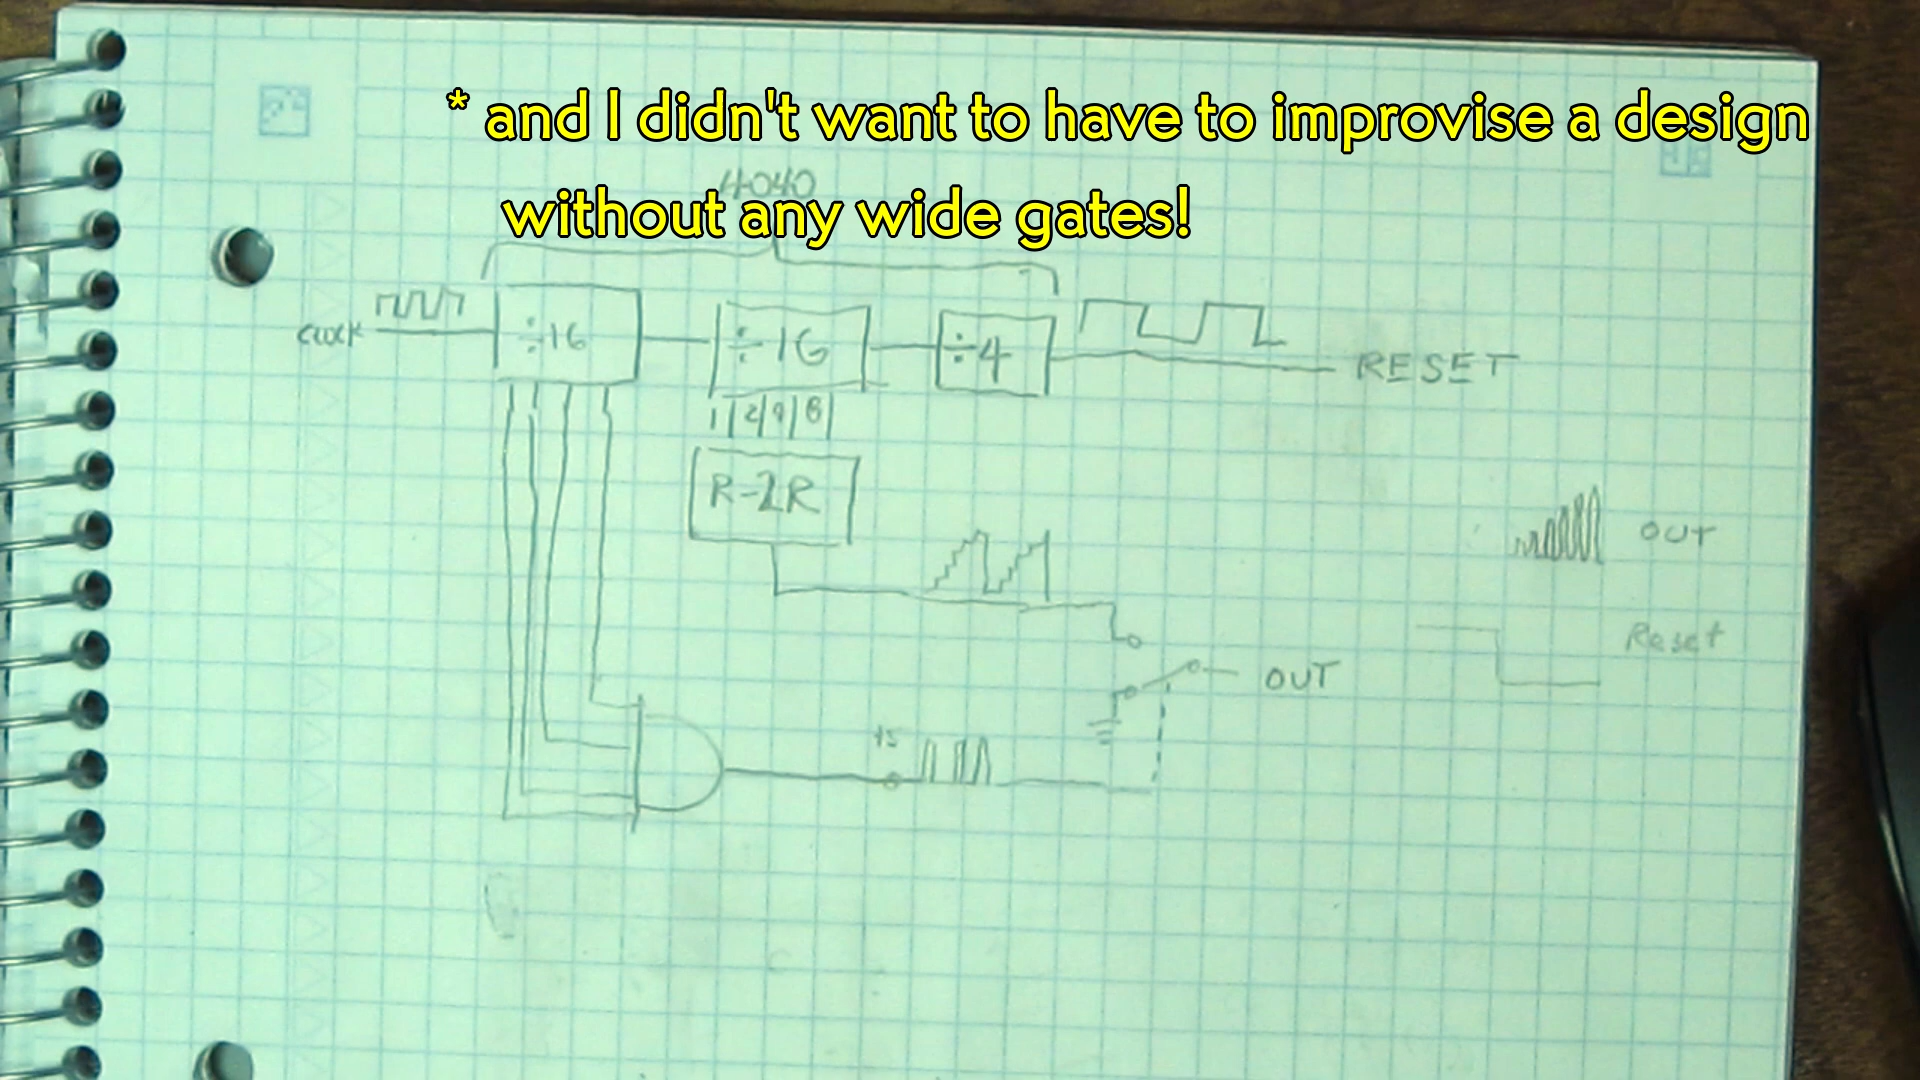 * and I didn't want to have to improvise a design
without any wide gates!
4040
CLOCK
÷16
÷16
÷4
RESET
1 2 4 8
R-2R
OUT
Reset
OUT
+5